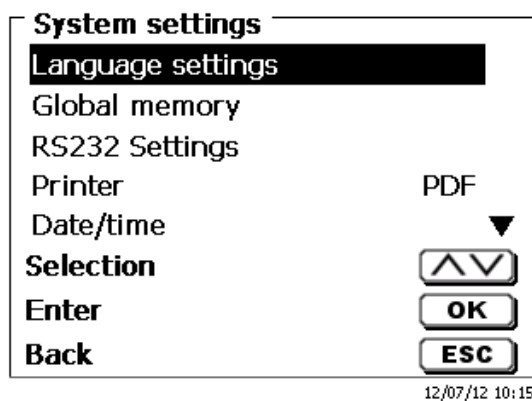 System settings
Language settings
Global memory
RS232 Settings
Printer PDF
Date/time
Selection
Enter OK
Back ESC
12/07/12 10:15